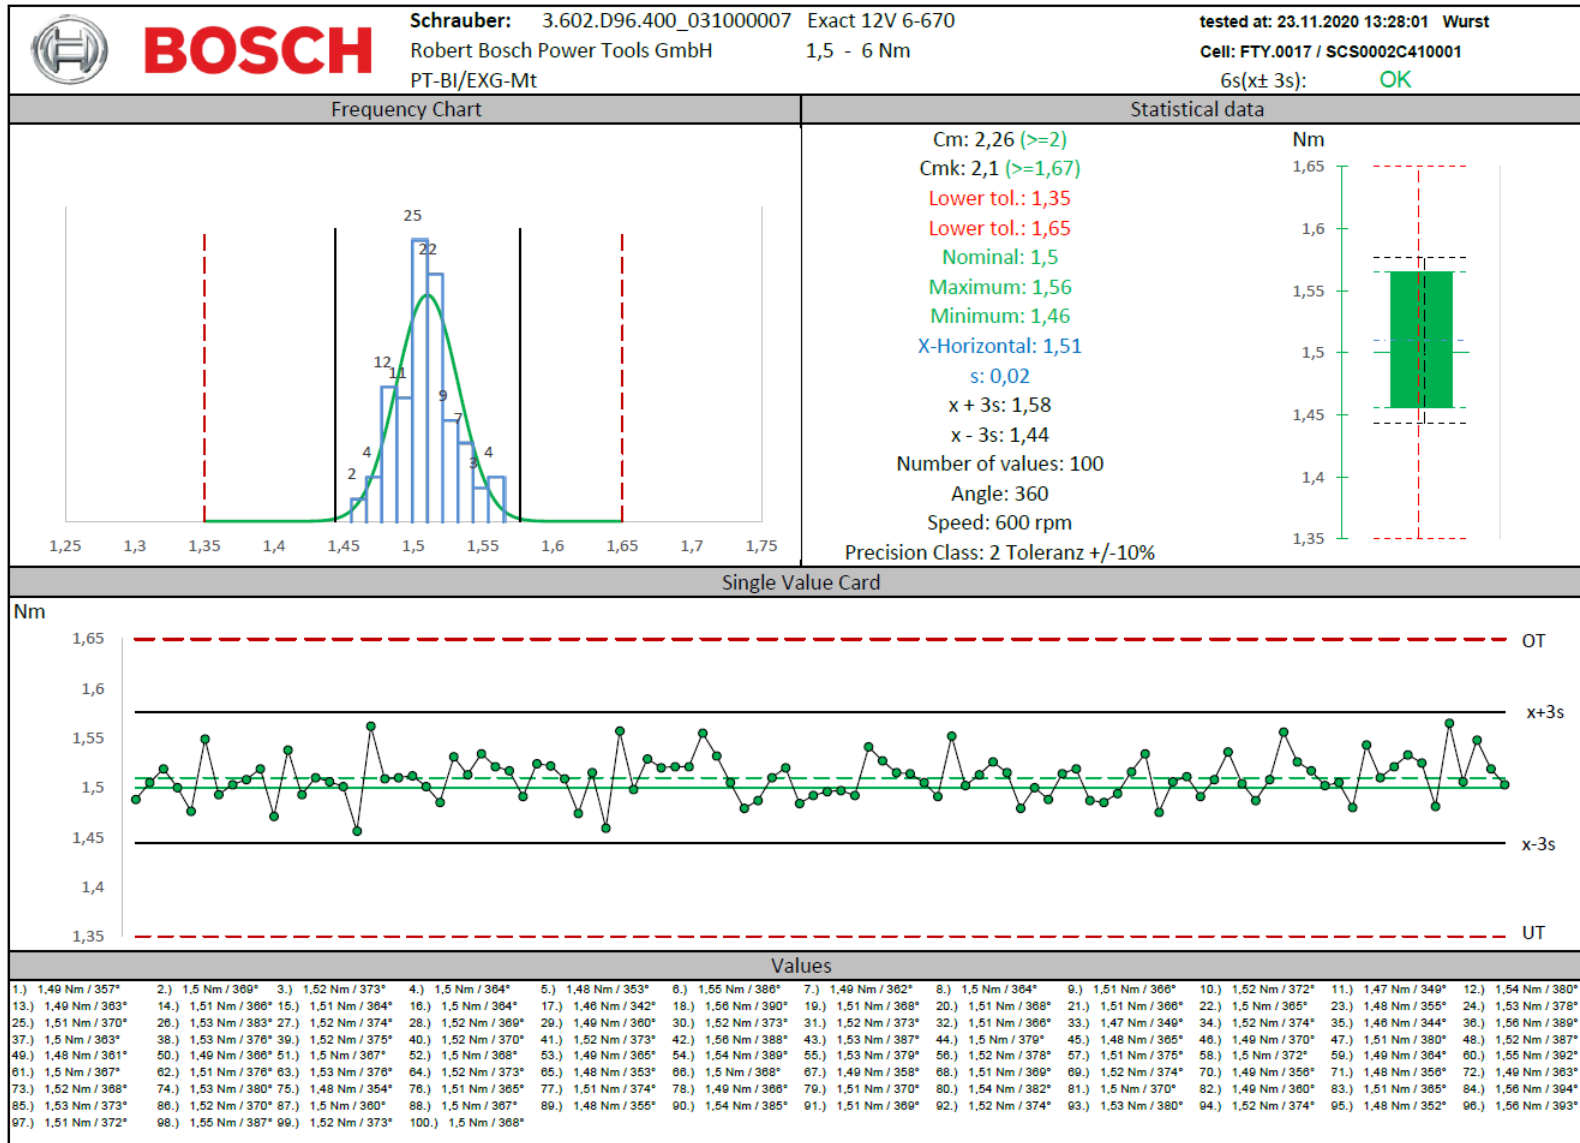 BOSCH
Schrauber: 3.602.D96.400_031000007 Exact 12V 6-670
Robert Bosch Power Tools GmbH 1,5 - 6 Nm
PT-BI/EXG-Mt
tested at: 23.11.2020 13:28:01 Wurst
Cell: FTY.0017 / SCS0002C410001
6s(x± 3s): OK
Frequency Chart
25
22
12
11
9
7
4
3
4
2
1,25 1,3 1,35 1,4 1,45 1,5 1,55 1,6 1,65 1,7 1,75
Statistical data
Cm: 2,26 (>=2)
Cmk: 2,1 (>=1,67)
Lower tol.: 1,35
Lower tol.: 1,65
Nominal: 1,5
Maximum: 1,56
Minimum: 1,46
X-Horizontal: 1,51
s: 0,02
x + 3s: 1,58
x - 3s: 1,44
Number of values: 100
Angle: 360
Speed: 600 rpm
Precision Class: 2 Toleranz +/-10%
Nm
1,65
1,6
1,55
1,5
1,45
1,4
1,35
Single Value Card
Nm
1,65 OT
1,6
x+3s
1,55
1,5
1,45
x-3s
1,4
1,35 UT
Values
1.) 1,49 Nm / 357° 2.) 1,5 Nm / 369° 3.) 1,52 Nm / 373° 4.) 1,5 Nm / 364° 5.) 1,48 Nm / 353° 6.) 1,55 Nm / 386° 7.) 1,49 Nm / 362° 8.) 1,5 Nm / 364° 9.) 1,51 Nm / 366° 10.) 1,52 Nm / 372° 11.) 1,47 Nm / 349° 12.) 1,54 Nm / 380°
13.) 1,49 Nm / 363° 14.) 1,51 Nm / 366° 15.) 1,51 Nm / 364° 16.) 1,5 Nm / 364° 17.) 1,46 Nm / 342° 18.) 1,56 Nm / 390° 19.) 1,51 Nm / 368° 20.) 1,51 Nm / 368° 21.) 1,51 Nm / 366° 22.) 1,5 Nm / 365° 23.) 1,48 Nm / 355° 24.) 1,53 Nm / 378°
25.) 1,51 Nm / 370° 26.) 1,53 Nm / 383° 27.) 1,52 Nm / 374° 28.) 1,52 Nm / 369° 29.) 1,49 Nm / 360° 30.) 1,52 Nm / 373° 31.) 1,52 Nm / 373° 32.) 1,51 Nm / 366° 33.) 1,47 Nm / 349° 34.) 1,52 Nm / 374° 35.) 1,46 Nm / 344° 36.) 1,56 Nm / 389°
37.) 1,5 Nm / 363° 38.) 1,53 Nm / 376° 39.) 1,52 Nm / 375° 40.) 1,52 Nm / 370° 41.) 1,52 Nm / 373° 42.) 1,56 Nm / 388° 43.) 1,53 Nm / 387° 44.) 1,5 Nm / 379° 45.) 1,48 Nm / 365° 46.) 1,49 Nm / 370° 47.) 1,51 Nm / 380° 48.) 1,52 Nm / 387°
49.) 1,48 Nm / 361° 50.) 1,49 Nm / 366° 51.) 1,5 Nm / 367° 52.) 1,5 Nm / 368° 53.) 1,49 Nm / 365° 54.) 1,54 Nm / 389° 55.) 1,53 Nm / 379° 56.) 1,52 Nm / 378° 57.) 1,51 Nm / 375° 58.) 1,5 Nm / 372° 59.) 1,49 Nm / 364° 60.) 1,55 Nm / 392°
61.) 1,5 Nm / 367° 62.) 1,51 Nm / 376° 63.) 1,53 Nm / 376° 64.) 1,52 Nm / 373° 65.) 1,48 Nm / 353° 66.) 1,5 Nm / 368° 67.) 1,49 Nm / 358° 68.) 1,51 Nm / 369° 69.) 1,52 Nm / 374° 70.) 1,49 Nm / 356° 71.) 1,48 Nm / 356° 72.) 1,49 Nm / 363°
73.) 1,52 Nm / 368° 74.) 1,53 Nm / 380° 75.) 1,48 Nm / 354° 76.) 1,51 Nm / 365° 77.) 1,51 Nm / 374° 78.) 1,49 Nm / 366° 79.) 1,51 Nm / 370° 80.) 1,54 Nm / 382° 81.) 1,5 Nm / 370° 82.) 1,49 Nm / 360° 83.) 1,51 Nm / 365° 84.) 1,56 Nm / 394°
85.) 1,53 Nm / 373° 86.) 1,52 Nm / 370° 87.) 1,5 Nm / 360° 88.) 1,5 Nm / 367° 89.) 1,48 Nm / 355° 90.) 1,54 Nm / 385° 91.) 1,51 Nm / 369° 92.) 1,52 Nm / 374° 93.) 1,53 Nm / 380° 94.) 1,52 Nm / 374° 95.) 1,48 Nm / 352° 96.) 1,56 Nm / 393°
97.) 1,51 Nm / 372° 98.) 1,55 Nm / 387° 99.) 1,52 Nm / 373° 100.) 1,5 Nm / 368°